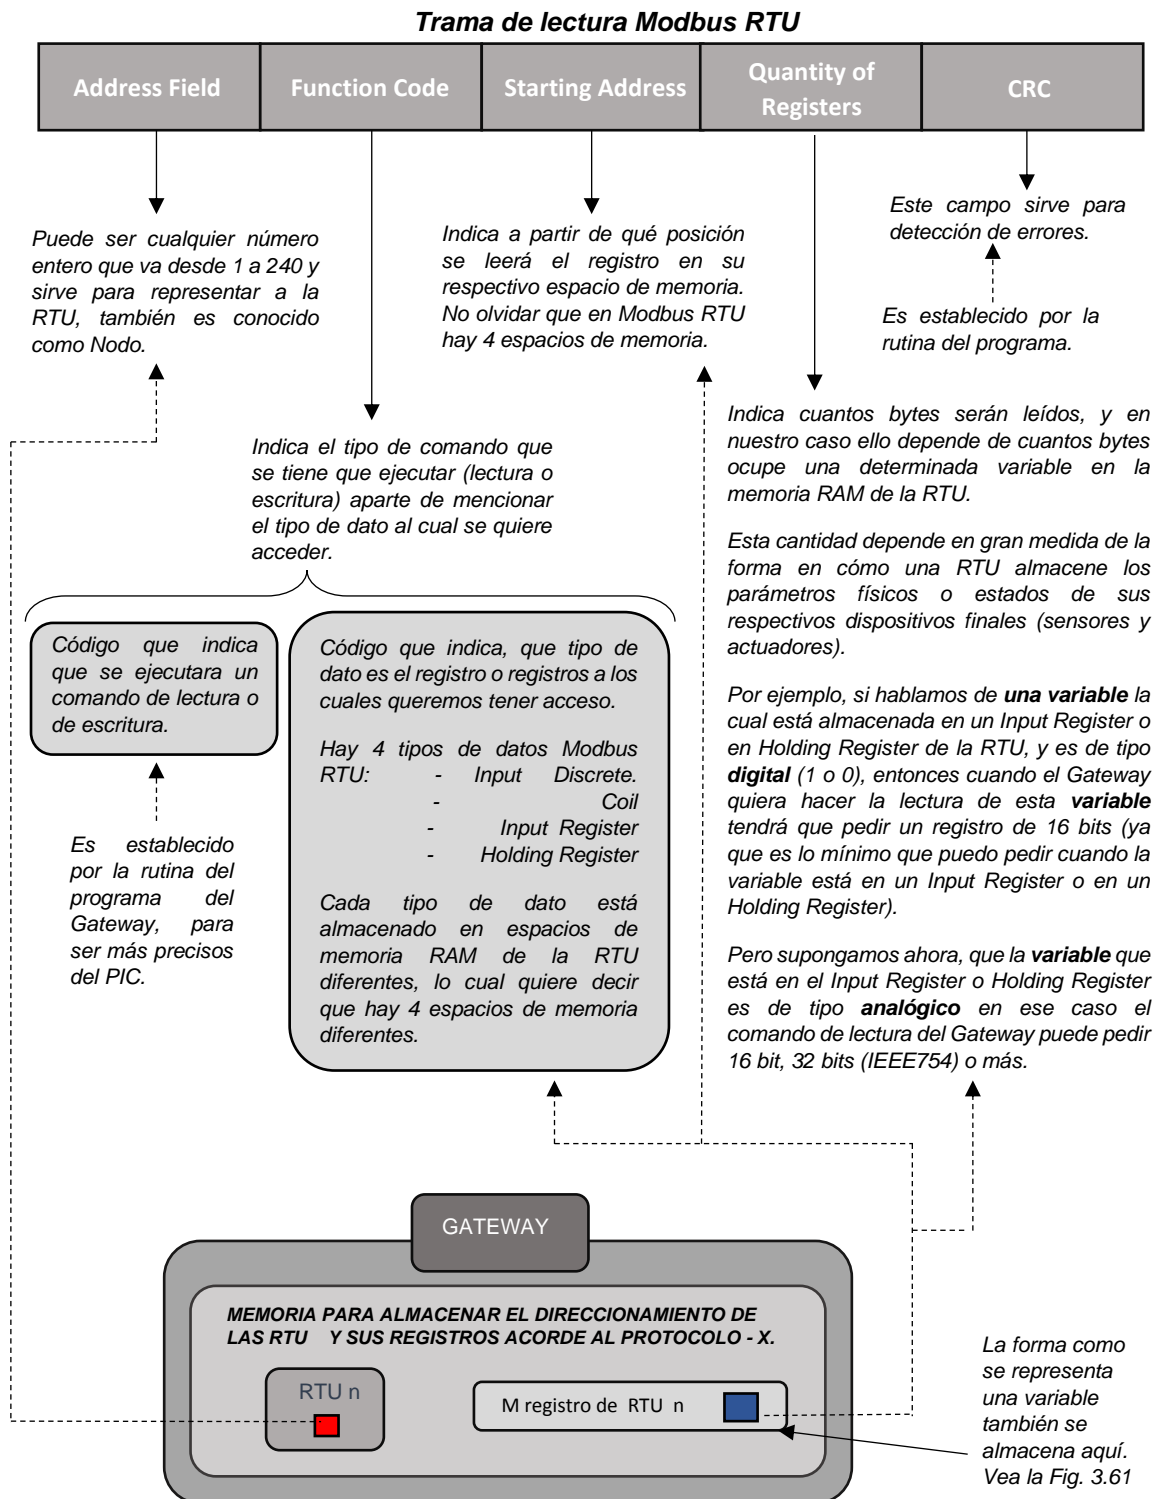 Trama de lectura Modbus RTU
Address Field
Function Code
Starting Address
Quantity of
Registers
CRC
Puede ser cualquier número
entero que va desde 1 a 240 y
sirve para representar a la
RTU, también es conocido
como Nodo.
Indica a partir de qué posición
se leerá el registro en su
respectivo espacio de memoria.
No olvidar que en Modbus RTU
hay 4 espacios de memoria.
Este campo sirve para
detección de errores.
Es establecido por la
rutina del programa.
Indica el tipo de comando que
se tiene que ejecutar (lectura o
escritura) aparte de mencionar
el tipo de dato al cual se quiere
acceder.
Indica cuantos bytes serán leídos, y en
nuestro caso ello depende de cuantos bytes
ocupe una determinada variable en la
memoria RAM de la RTU.
Esta cantidad depende en gran medida de la
forma en cómo una RTU almacene los
parámetros físicos o estados de sus
respectivos dispositivos finales (sensores y
actuadores).
Por ejemplo, si hablamos de una variable la
cual está almacenada en un Input Register o
en Holding Register de la RTU, y es de tipo
digital (1 o 0), entonces cuando el Gateway
quiera hacer la lectura de esta variable
tendrá que pedir un registro de 16 bits (ya
que es lo mínimo que puedo pedir cuando la
variable está en un Input Register o en un
Holding Register).
Pero supongamos ahora, que la variable que
está en el Input Register o Holding Register
es de tipo analógico en ese caso el
comando de lectura del Gateway puede pedir
16 bit, 32 bits (IEEE754) o más.
Código que indica
que se ejecutara un
comando de lectura o
de escritura.
Es establecido
por la rutina del
programa del
Gateway, para
ser más precisos
del PIC.
Código que indica, que tipo de
dato es el registro o registros a los
cuales queremos tener acceso.
Hay 4 tipos de datos Modbus
RTU: - Input Discrete.
- Coil
- Input Register
- Holding Register
Cada tipo de dato está
almacenado en espacios de
memoria RAM de la RTU
diferentes, lo cual quiere decir
que hay 4 espacios de memoria
diferentes.
GATEWAY
MEMORIA PARA ALMACENAR EL DIRECCIONAMIENTO DE
LAS RTU Y SUS REGISTROS ACORDE AL PROTOCOLO - X.
RTU n
M registro de RTU n
La forma como
se representa
una variable
también se
almacena aquí.
Vea la Fig. 3.61